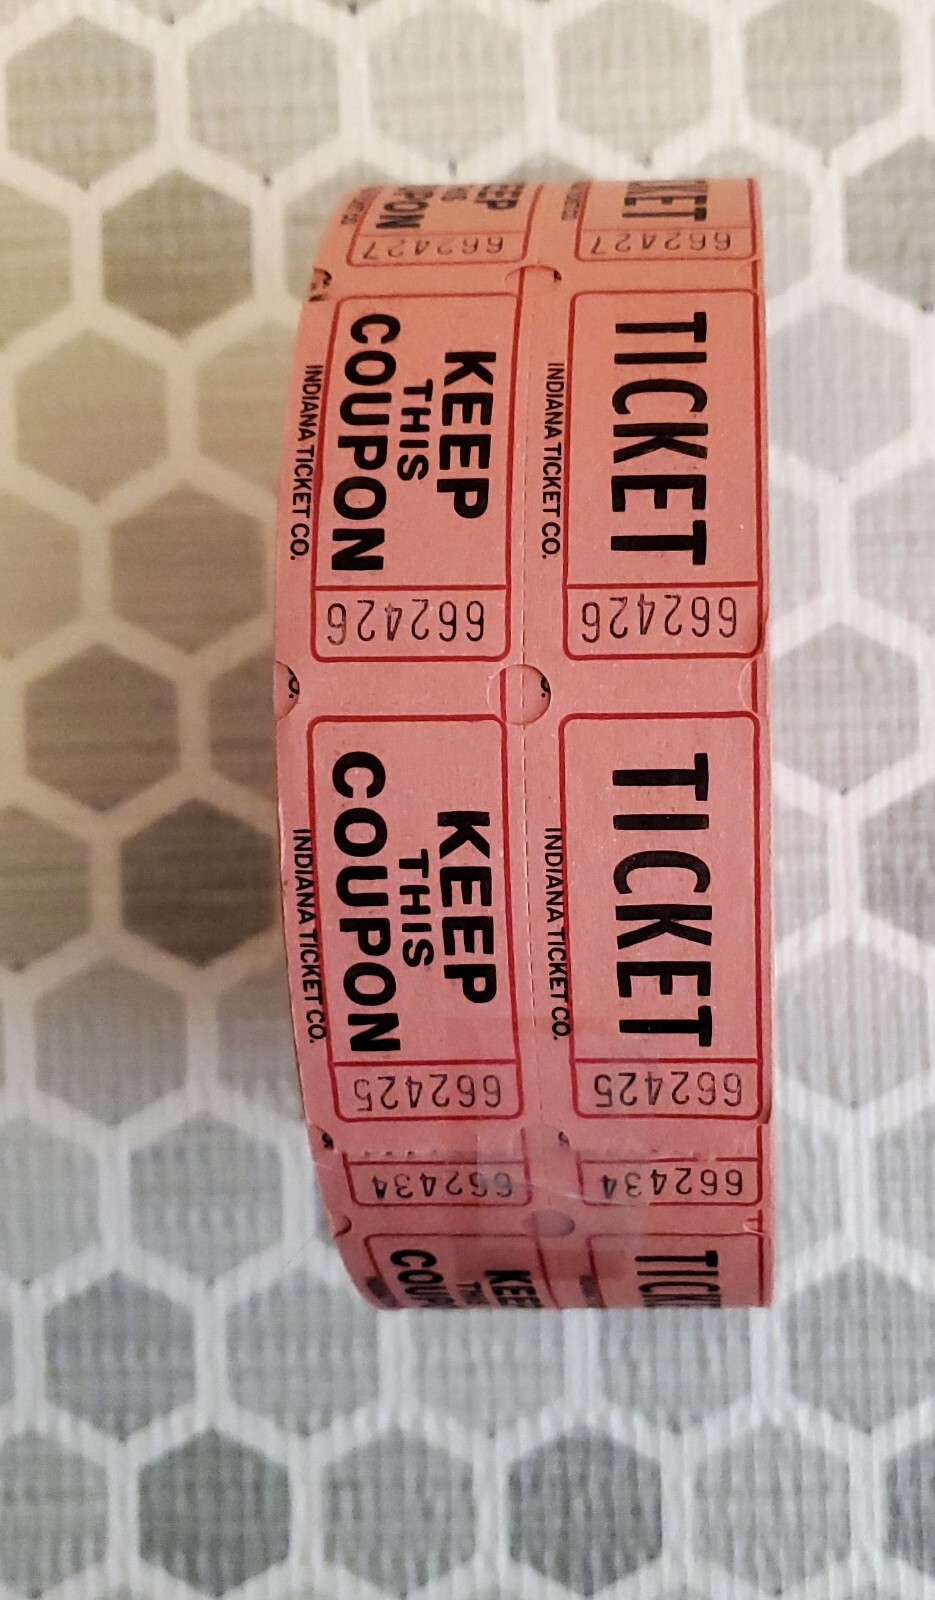 662427
662427
KEEP
THIS
COUPON
INDIANA TICKET CO.
662426
TICKET
INDIANA TICKET CO.
662426
KEEP
THIS
COUPON
INDIANA TICKET CO.
662425
TICKET
INDIANA TICKET CO.
662425
662434
662434